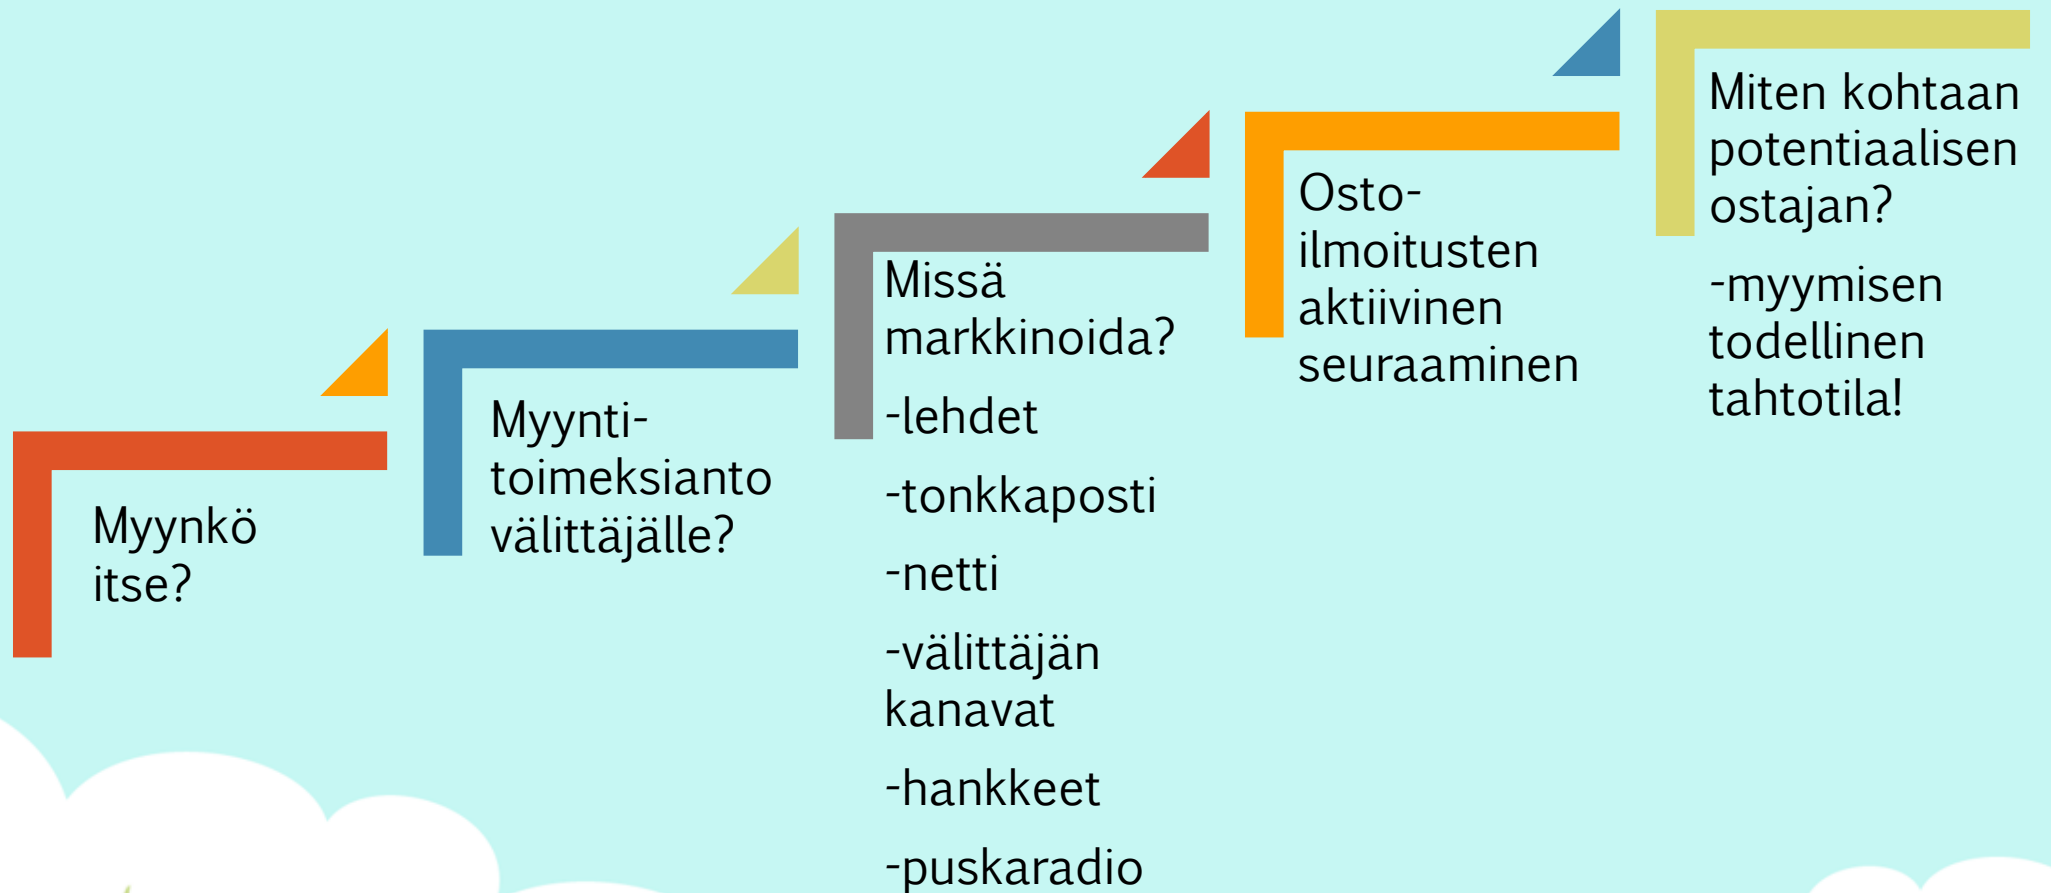 Myynkö
itse?
Myynti-
toimeksianto
välittäjälle?
Missä
markkinoida?
-lehdet
-tonkkaposti
-netti
-välittäjän
kanavat
-hankkeet
-puskaradio
Osto-
ilmoitusten
aktiivinen
seuraaminen
Miten kohtaan
potentiaalisen
ostajan?
-myymisen
todellinen
tahtotila!